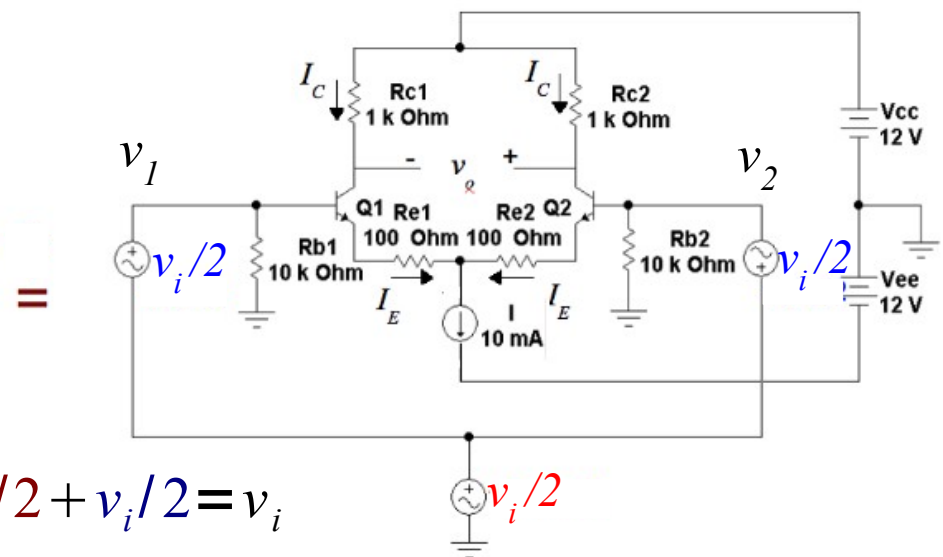 I_C
Rc1
1 k Ohm
I_C
Rc2
1 k Ohm
Vcc
12 V
v_1
-
v_o
+
v_2
Q1
Re1
100 Ohm
Re2
100 Ohm
Q2
v_i/2
Rb1
10 k Ohm
Rb2
10 k Ohm
v_i/2
Vee
12 V
=
I_E
I_E
I
10 mA
/2+v_i/2=v_i
v_i/2